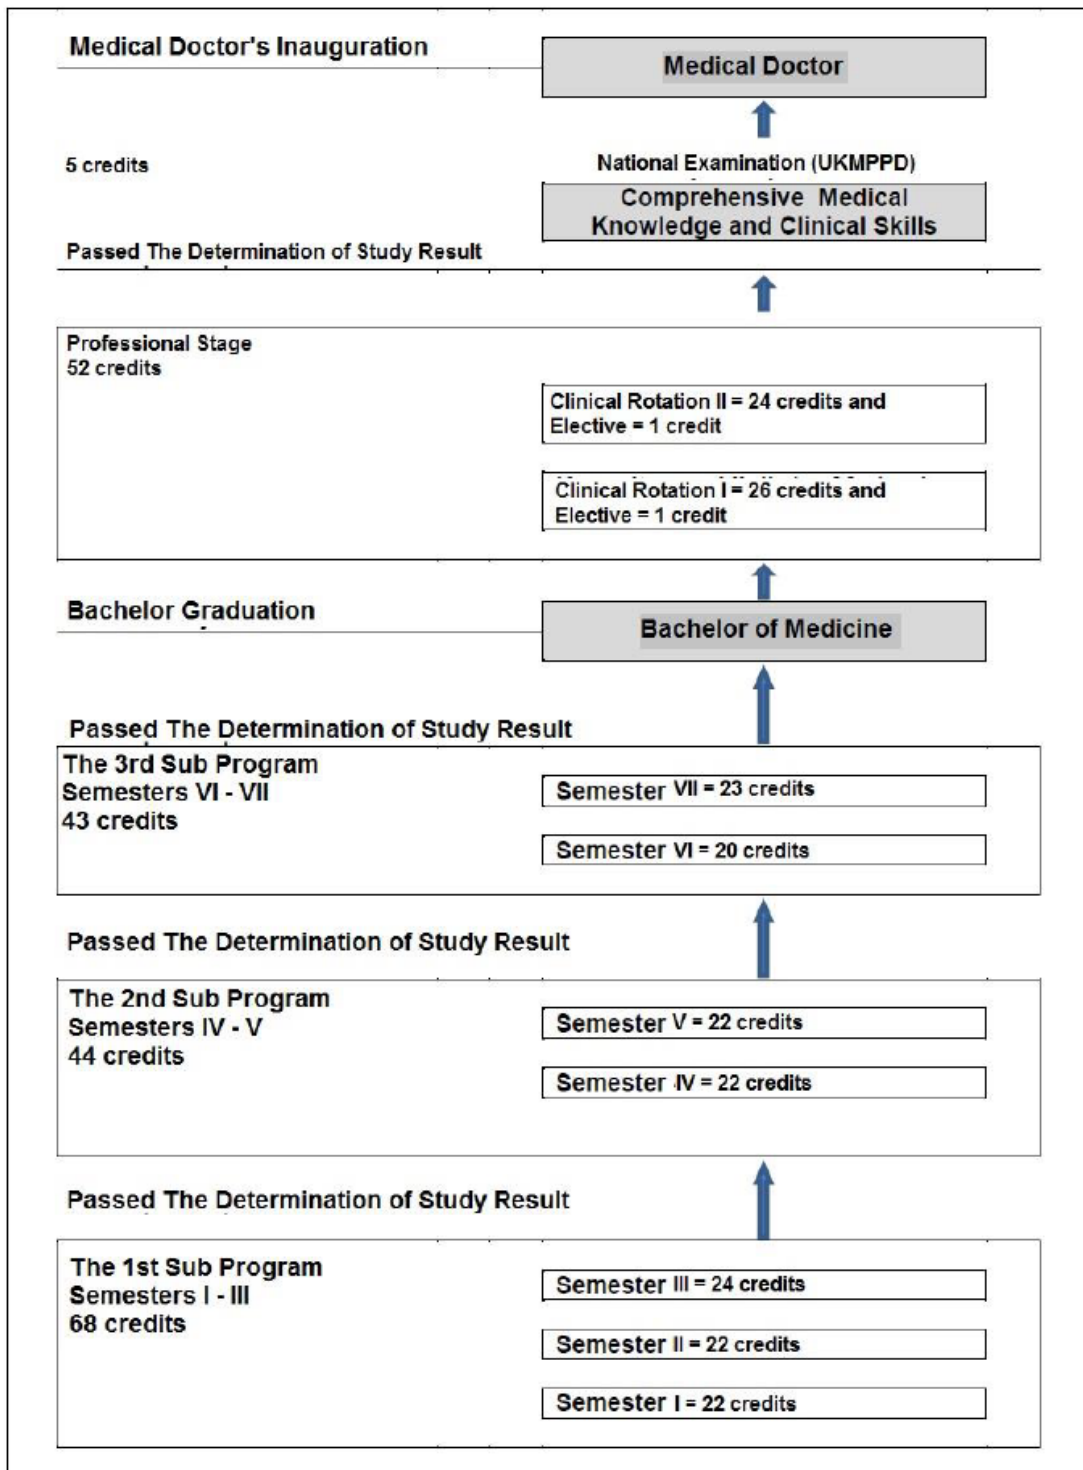 Medical Doctor's Inauguration
Medical Doctor
5 credits
National Examination (UKMPPD)
Comprehensive Medical
Knowledge and Clinical Skills
Passed The Determination of Study Result
Professional Stage
52 credits
Clinical Rotation II = 24 credits and
Elective = 1 credit
Clinical Rotation I = 26 credits and
Elective = 1 credit
Bachelor Graduation
Bachelor of Medicine
Passed The Determination of Study Result
The 3rd Sub Program
Semesters VI - VII
43 credits
Semester VII = 23 credits
Semester VI = 20 credits
Passed The Determination of Study Result
The 2nd Sub Program
Semesters IV - V
44 credits
Semester V = 22 credits
Semester IV = 22 credits
Passed The Determination of Study Result
The 1st Sub Program
Semesters I - III
68 credits
Semester III = 24 credits
Semester II = 22 credits
Semester I = 22 credits